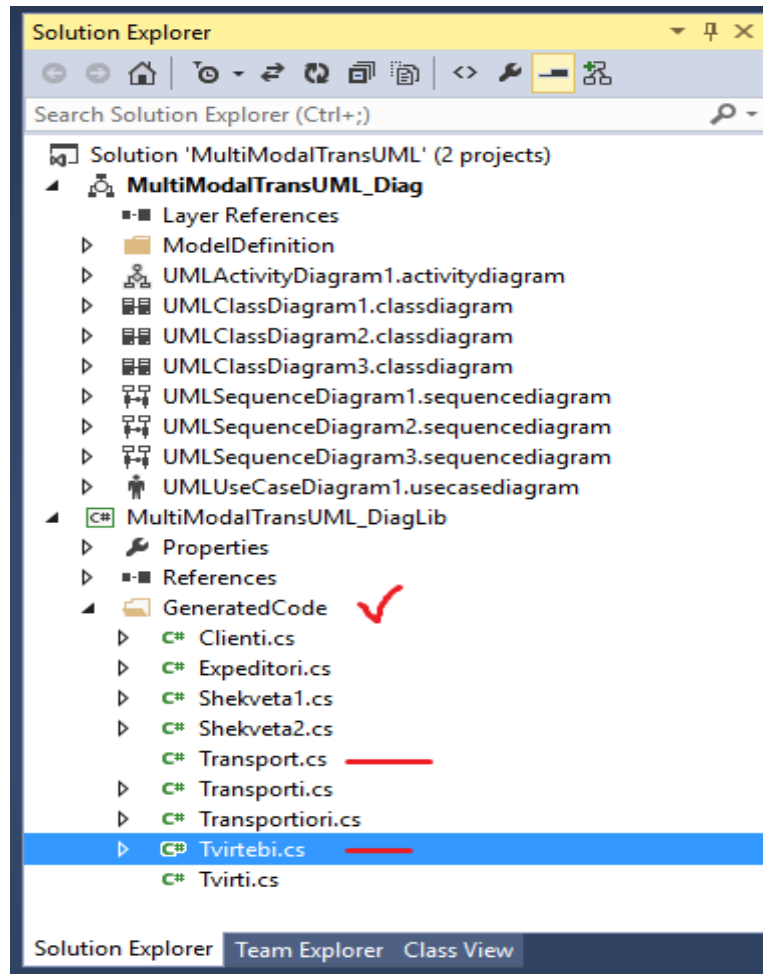 Solution Explorer
Search Solution Explorer (Ctrl+;)
Solution 'MultiModalTransUML' (2 projects)
MultiModalTransUML_Diag
Layer References
ModelDefinition
UMLActivityDiagram1.activitydiagram
UMLClassDiagram1.classdiagram
UMLClassDiagram2.classdiagram
UMLClassDiagram3.classdiagram
UMLSequenceDiagram1.sequencediagram
UMLSequenceDiagram2.sequencediagram
UMLSequenceDiagram3.sequencediagram
UMLUseCaseDiagram1.usecasediagram
C# MultiModalTransUML_DiagLib
Properties
References
GeneratedCode
C# Clienti.cs
C# Expeditori.cs
C# Shekveta1.cs
C# Shekveta2.cs
C# Transport.cs
C# Transporti.cs
C# Transportiori.cs
C# Tvirtebi.cs
C# Tvirti.cs
Solution Explorer Team Explorer Class View